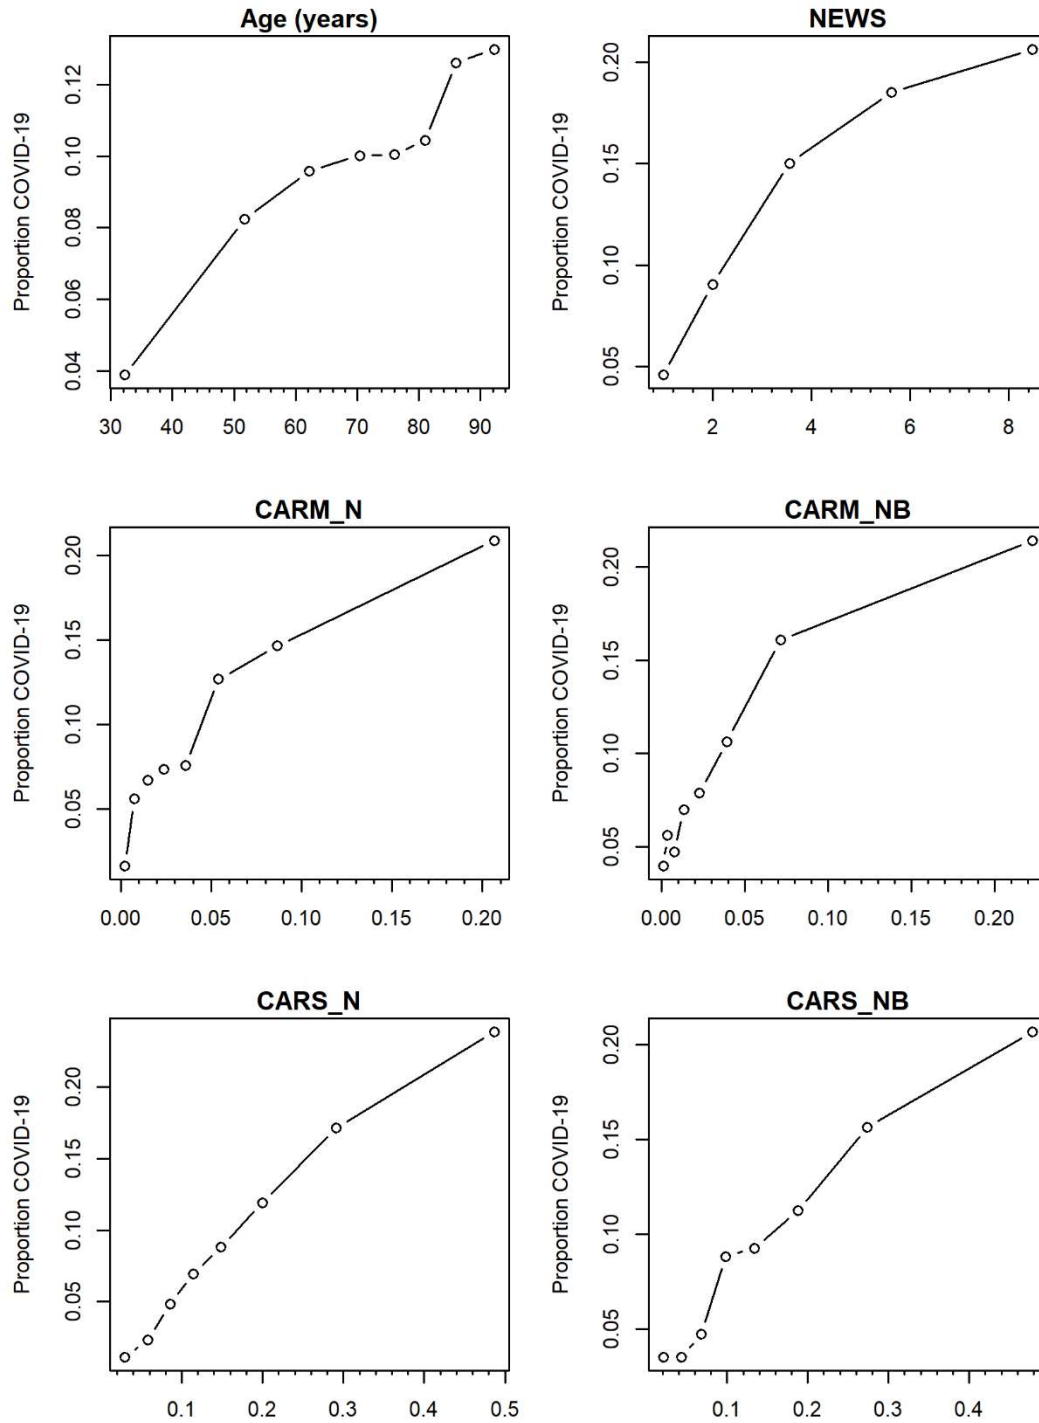 Age (years)
Proportion COVID-19
0.04 0.06 0.08 0.10 0.12
30 40 50 60 70 80 90
NEWS
Proportion COVID-19
0.05 0.10 0.15 0.20
2 4 6 8
CARM_N
Proportion COVID-19
0.05 0.10 0.15 0.20
0.00 0.05 0.10 0.15 0.20
CARM_NB
Proportion COVID-19
0.05 0.10 0.15 0.20
0.00 0.05 0.10 0.15 0.20
CARS_N
Proportion COVID-19
0.05 0.10 0.15 0.20
0.1 0.2 0.3 0.4 0.5
CARS_NB
Proportion COVID-19
0.05 0.10 0.15 0.20
0.1 0.2 0.3 0.4